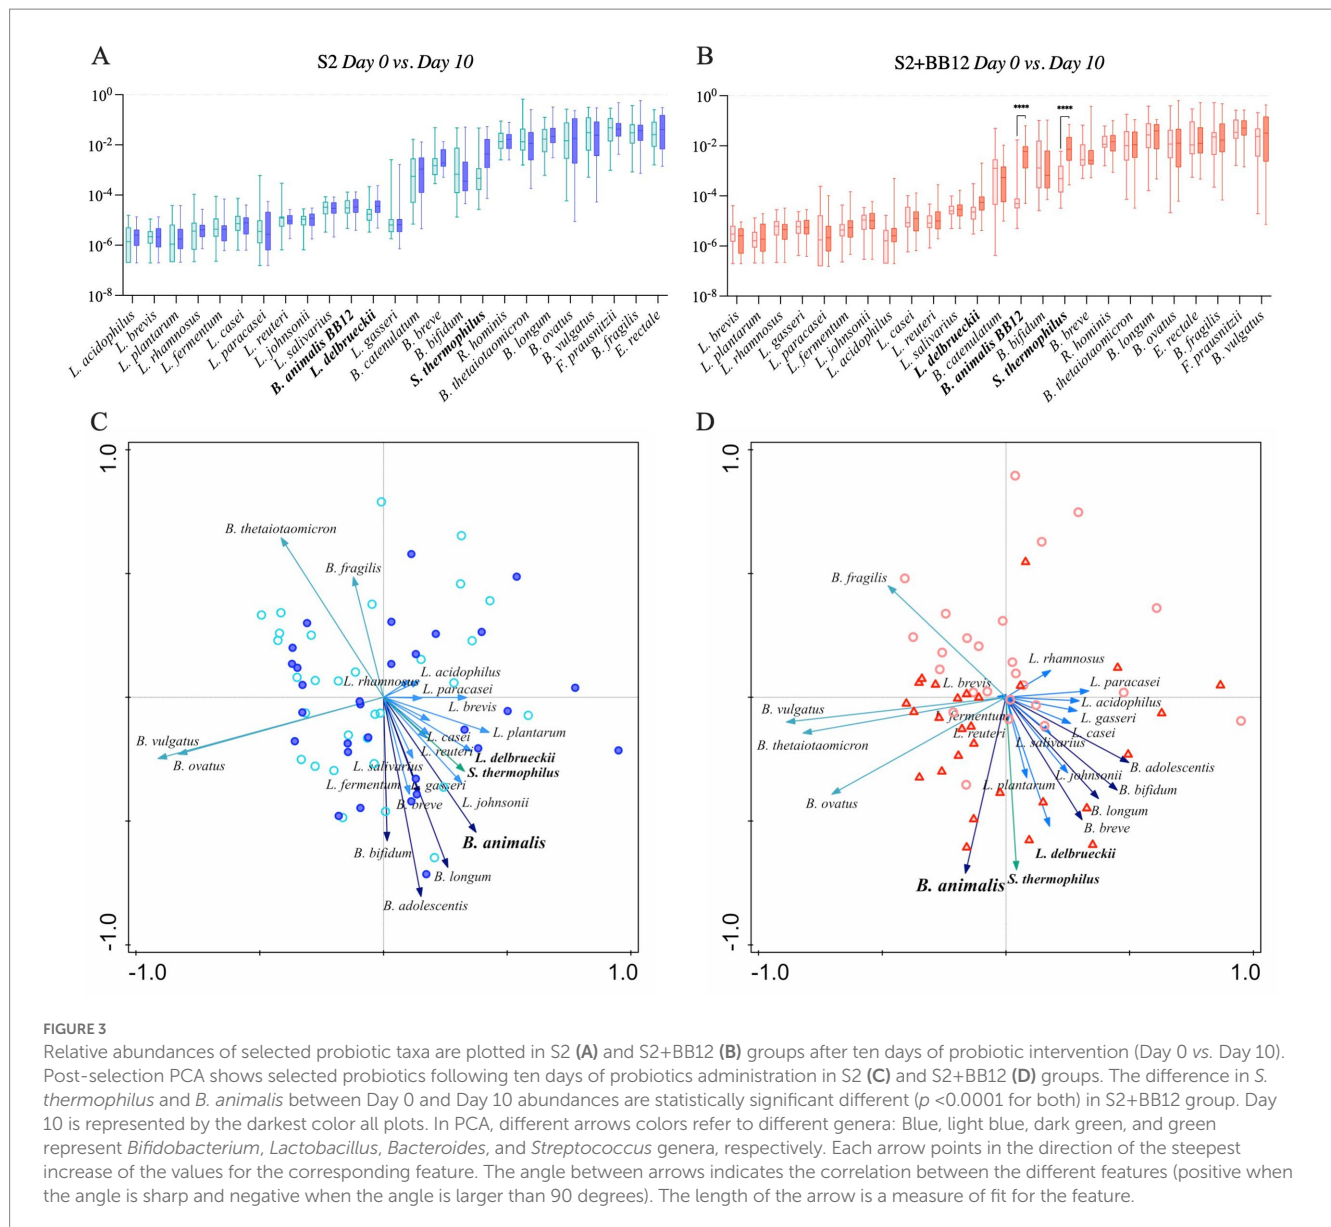 A
S2 Day 0 vs. Day 10
10⁰
10⁻²
10⁻⁴
10⁻⁶
10⁻⁸
L. acidophilus
L. brevis
L. plantarum
L. rhamnosus
L. fermentum
L. casei
L. paracasei
L. reuteri
L. johnsonii
L. salivarius
B. animalis BB12
L. delbrueckii
L. gasseri
B. catenulatum
B. breve
B. bifidum
S. thermophilus
R. hominis
B. thetaiotaomicron
B. longum
B. ovatus
B. vulgatus
F. prausnitzii
B. fragilis
E. rectale
B
S2+BB12 Day 0 vs. Day 10
10⁰
10⁻²
10⁻⁴
10⁻⁶
10⁻⁸
****
****
L. brevis
L. plantarum
L. rhamnosus
L. gasseri
L. paracasei
L. fermentum
L. johnsonii
L. acidophilus
L. casei
L. reuteri
L. salivarius
L. delbrueckii
B. catenulatum
B. animalis BB12
B. bifidum
S. thermophilus
B. breve
R. hominis
B. thetaiotaomicron
B. longum
B. ovatus
E. rectale
B. fragilis
F. prausnitzii
B. vulgatus
C
1.0
-1.0
-1.0
1.0
B. thetaiotaomicron
B. fragilis
L. acidophilus
L. rhamnosus
L. paracasei
L. brevis
L. plantarum
B. vulgatus
L. casei
L. reuteri
L. delbrueckii
B. ovatus
L. salivarius
S. thermophilus
L. fermentum
L. gasseri
B. breve
L. johnsonii
B. animalis
B. bifidum
B. longum
B. adolescentis
D
1.0
-1.0
-1.0
1.0
B. fragilis
L. rhamnosus
L. brevis
L. paracasei
L. acidophilus
B. vulgatus
L. fermentum
L. gasseri
B. thetaiotaomicron
L. reuteri
L. casei
L. salivarius
B. adolescentis
L. johnsonii
L. plantarum
B. bifidum
B. ovatus
B. longum
B. breve
L. delbrueckii
B. animalis
S. thermophilus
FIGURE 3
Relative abundances of selected probiotic taxa are plotted in S2 (A) and S2+BB12 (B) groups after ten days of probiotic intervention (Day 0 vs. Day 10).
Post-selection PCA shows selected probiotics following ten days of probiotics administration in S2 (C) and S2+BB12 (D) groups. The difference in S.
thermophilus and B. animalis between Day 0 and Day 10 abundances are statistically significant different (p <0.0001 for both) in S2+BB12 group. Day
10 is represented by the darkest color all plots. In PCA, different arrows colors refer to different genera: Blue, light blue, dark green, and green
represent Bifidobacterium, Lactobacillus, Bacteroides, and Streptococcus genera, respectively. Each arrow points in the direction of the steepest
increase of the values for the corresponding feature. The angle between arrows indicates the correlation between the different features (positive when
the angle is sharp and negative when the angle is larger than 90 degrees). The length of the arrow is a measure of fit for the feature.